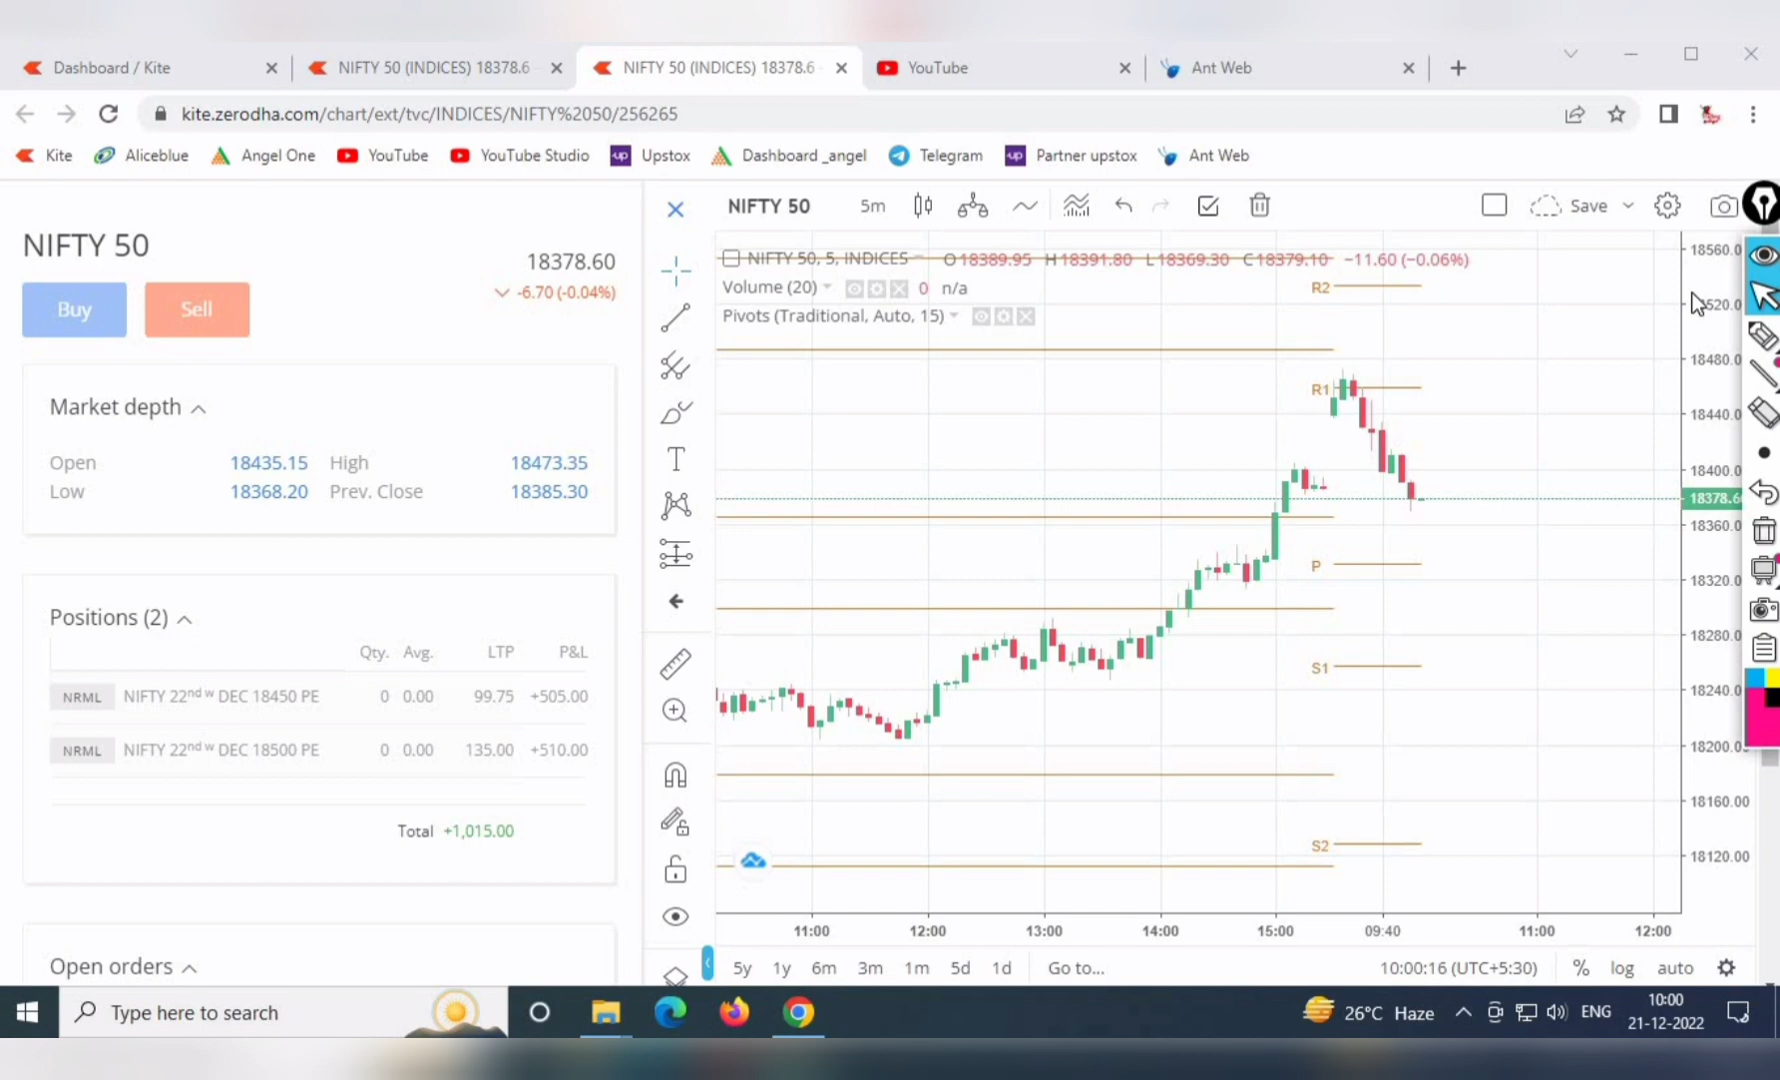 Dashboard / Kite
NIFTY 50 (INDICES) 18378.6
NIFTY 50 (INDICES) 18378.6
YouTube
Ant Web
kite.zerodha.com/chart/ext/tvc/INDICES/NIFTY%2050/256265
Kite
Aliceblue
Angel One
YouTube
YouTube Studio
up Upstox
Dashboard _angel
Telegram
up Partner upstox
Ant Web
NIFTY 50
18378.60
-6.70 (-0.04%)
Buy
Sell
Market depth
Open 18435.15 High 18473.35
Low 18368.20 Prev. Close 18385.30
Positions (2)
Qty. Avg. LTP P&L
NRML NIFTY 22nd w DEC 18450 PE 0 0.00 99.75 +505.00
NRML NIFTY 22nd w DEC 18500 PE 0 0.00 135.00 +510.00
Total +1,015.00
Open orders
NIFTY 50 5m
Save
NIFTY 50, 5, INDICES O18389.95 H18391.80 L18369.30 C18379.10 −11.60 (−0.06%)
Volume (20) 0 n/a
Pivots (Traditional, Auto, 15)
R2
R1
P
S1
S2
18560.0
520.0
18480.0
18440.0
18400.0
18378.6
18360.0
18320.0
18280.0
18240.0
18200.0
18160.00
18120.00
11:00 12:00 13:00 14:00 15:00 09:40 11:00 12:00
5y 1y 6m 3m 1m 5d 1d Go to...
10:00:16 (UTC+5:30) % log auto
Type here to search
26°C Haze
ENG
10:00
21-12-2022